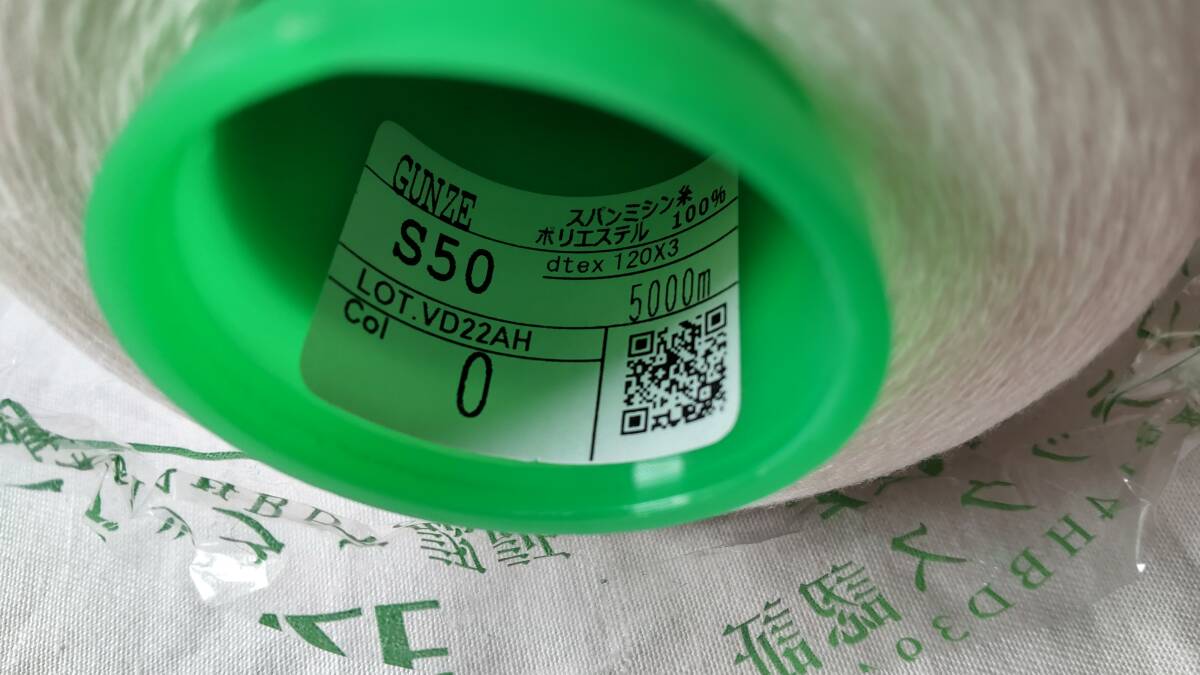 GUNZE
スパンミシン糸
ポリエステル 100%
S50
dtex 120X3
5000m
LOT.VD22AH
Col
0